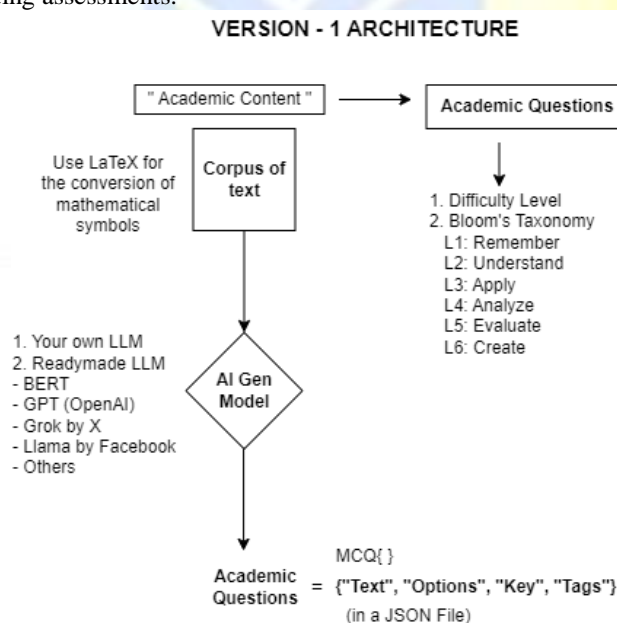 ing assessments.
VERSION - 1 ARCHITECTURE
" Academic Content "
Academic Questions
Use LaTeX for
the conversion of
mathematical
symbols
Corpus of
text
1. Difficulty Level
2. Bloom's Taxonomy
L1: Remember
L2: Understand
L3: Apply
L4: Analyze
L5: Evaluate
L6: Create
1. Your own LLM
2. Readymade LLM
- BERT
- GPT (OpenAI)
- Grok by X
- Llama by Facebook
- Others
AI Gen
Model
MCQ{ }
Academic
Questions
= {"Text", "Options", "Key", "Tags"}
(in a JSON File)